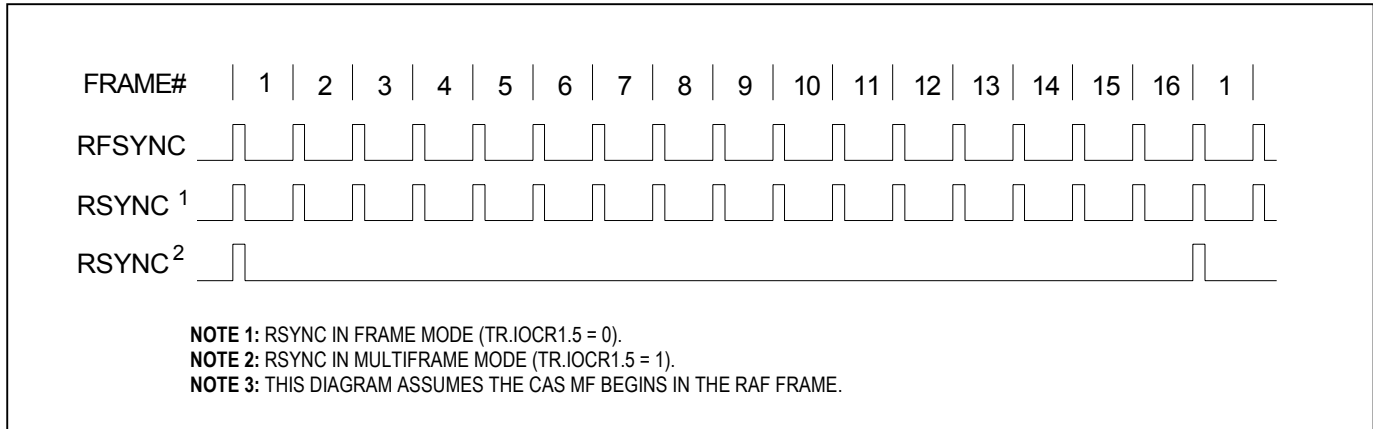 FRAME# 1 2 3 4 5 6 7 8 9 10 11 12 13 14 15 16 1
RFSYNC
RSYNC 1
RSYNC 2
NOTE 1: RSYNC IN FRAME MODE (TR.IOCR1.5 = 0).
NOTE 2: RSYNC IN MULTIFRAME MODE (TR.IOCR1.5 = 1).
NOTE 3: THIS DIAGRAM ASSUMES THE CAS MF BEGINS IN THE RAF FRAME.